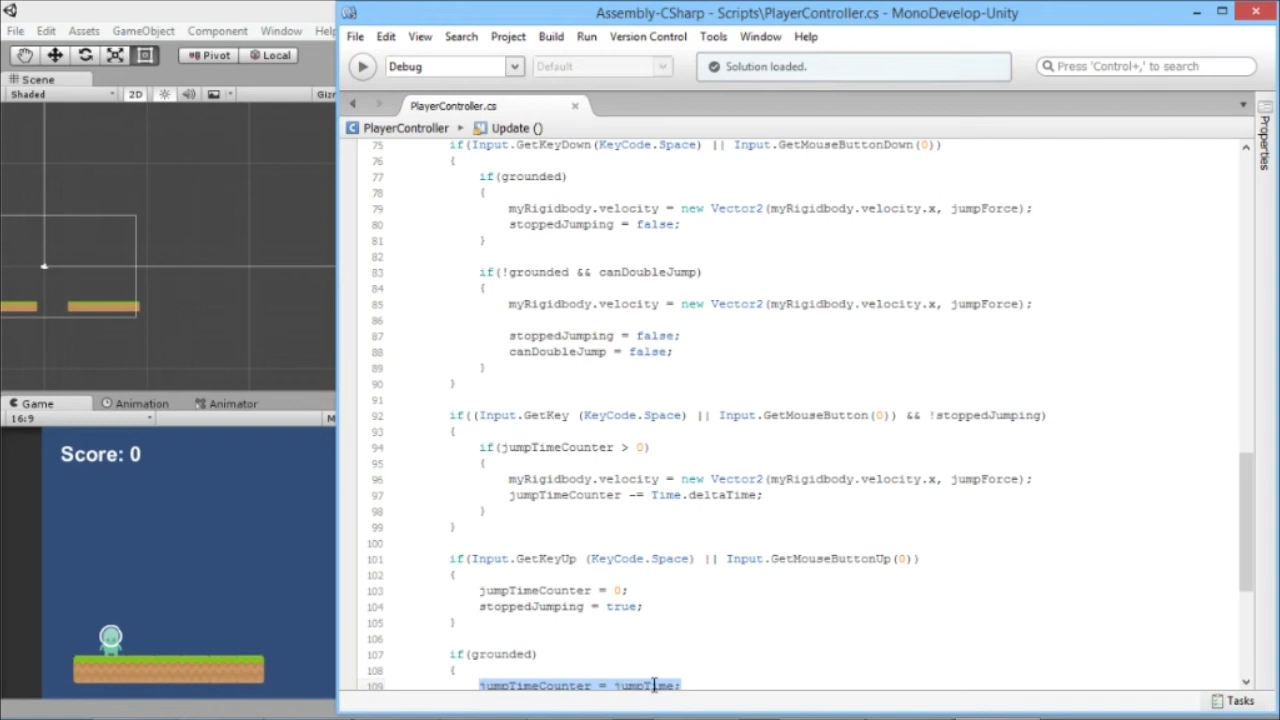 Assembly-CSharp - Scripts\PlayerController.cs - MonoDevelop-Unity
File Edit Assets GameObject Component Window Help
File Edit View Search Project Build Run Version Control Tools Window Help
Pivot Local
Debug Default Solution loaded. Press 'Control+,' to search
Scene
Shaded 2D
PlayerController.cs
PlayerController Update ()
Properties
75 if(Input.GetKeyDown(KeyCode.Space) || Input.GetMouseButtonDown(0))
76 {
77 if(grounded)
78 {
79 myRigidbody.velocity = new Vector2(myRigidbody.velocity.x, jumpForce);
80 stoppedJumping = false;
81 }
82
83 if(!grounded && canDoubleJump)
84 {
85 myRigidbody.velocity = new Vector2(myRigidbody.velocity.x, jumpForce);
86
87 stoppedJumping = false;
88 canDoubleJump = false;
89 }
90 }
91
92 if((Input.GetKey (KeyCode.Space) || Input.GetMouseButton(0)) && !stoppedJumping)
93 {
94 if(jumpTimeCounter > 0)
95 {
96 myRigidbody.velocity = new Vector2(myRigidbody.velocity.x, jumpForce);
97 jumpTimeCounter -= Time.deltaTime;
98 }
99 }
100
101 if(Input.GetKeyUp (KeyCode.Space) || Input.GetMouseButtonUp(0))
102 {
103 jumpTimeCounter = 0;
104 stoppedJumping = true;
105 }
106
107 if(grounded)
108 {
109 jumpTimeCounter = jumpTime;
Game Animation Animator
16:9
Score: 0
Tasks